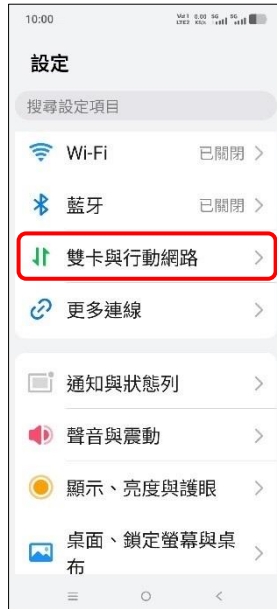 10:00
5G 5G
設定
搜尋設定項目
Wi-Fi 已關閉
藍牙 已關閉
雙卡與行動網路
更多連線
通知與狀態列
聲音與震動
顯示、亮度與護眼
桌面、鎖定螢幕與桌
布